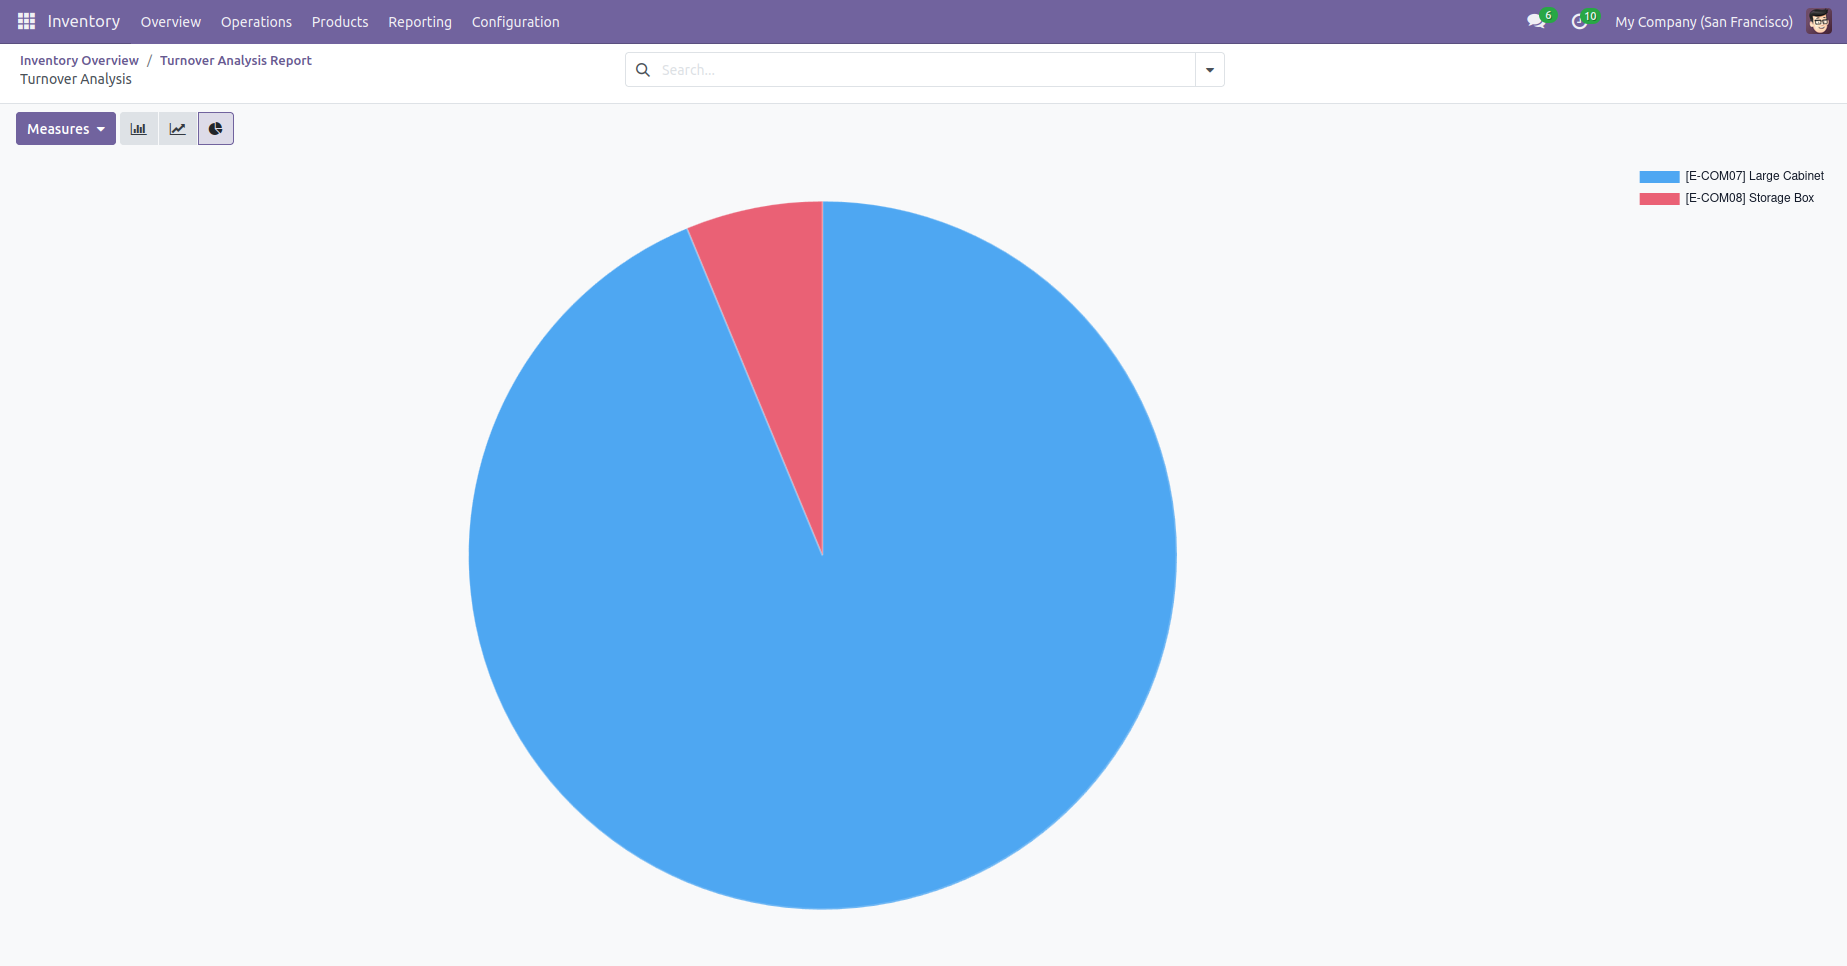 Inventory Overview Operations Products Reporting Configuration 6 10 My Company (San Francisco)
Inventory Overview / Turnover Analysis Report
Turnover Analysis
Search...
Measures
[E-COM07] Large Cabinet
[E-COM08] Storage Box